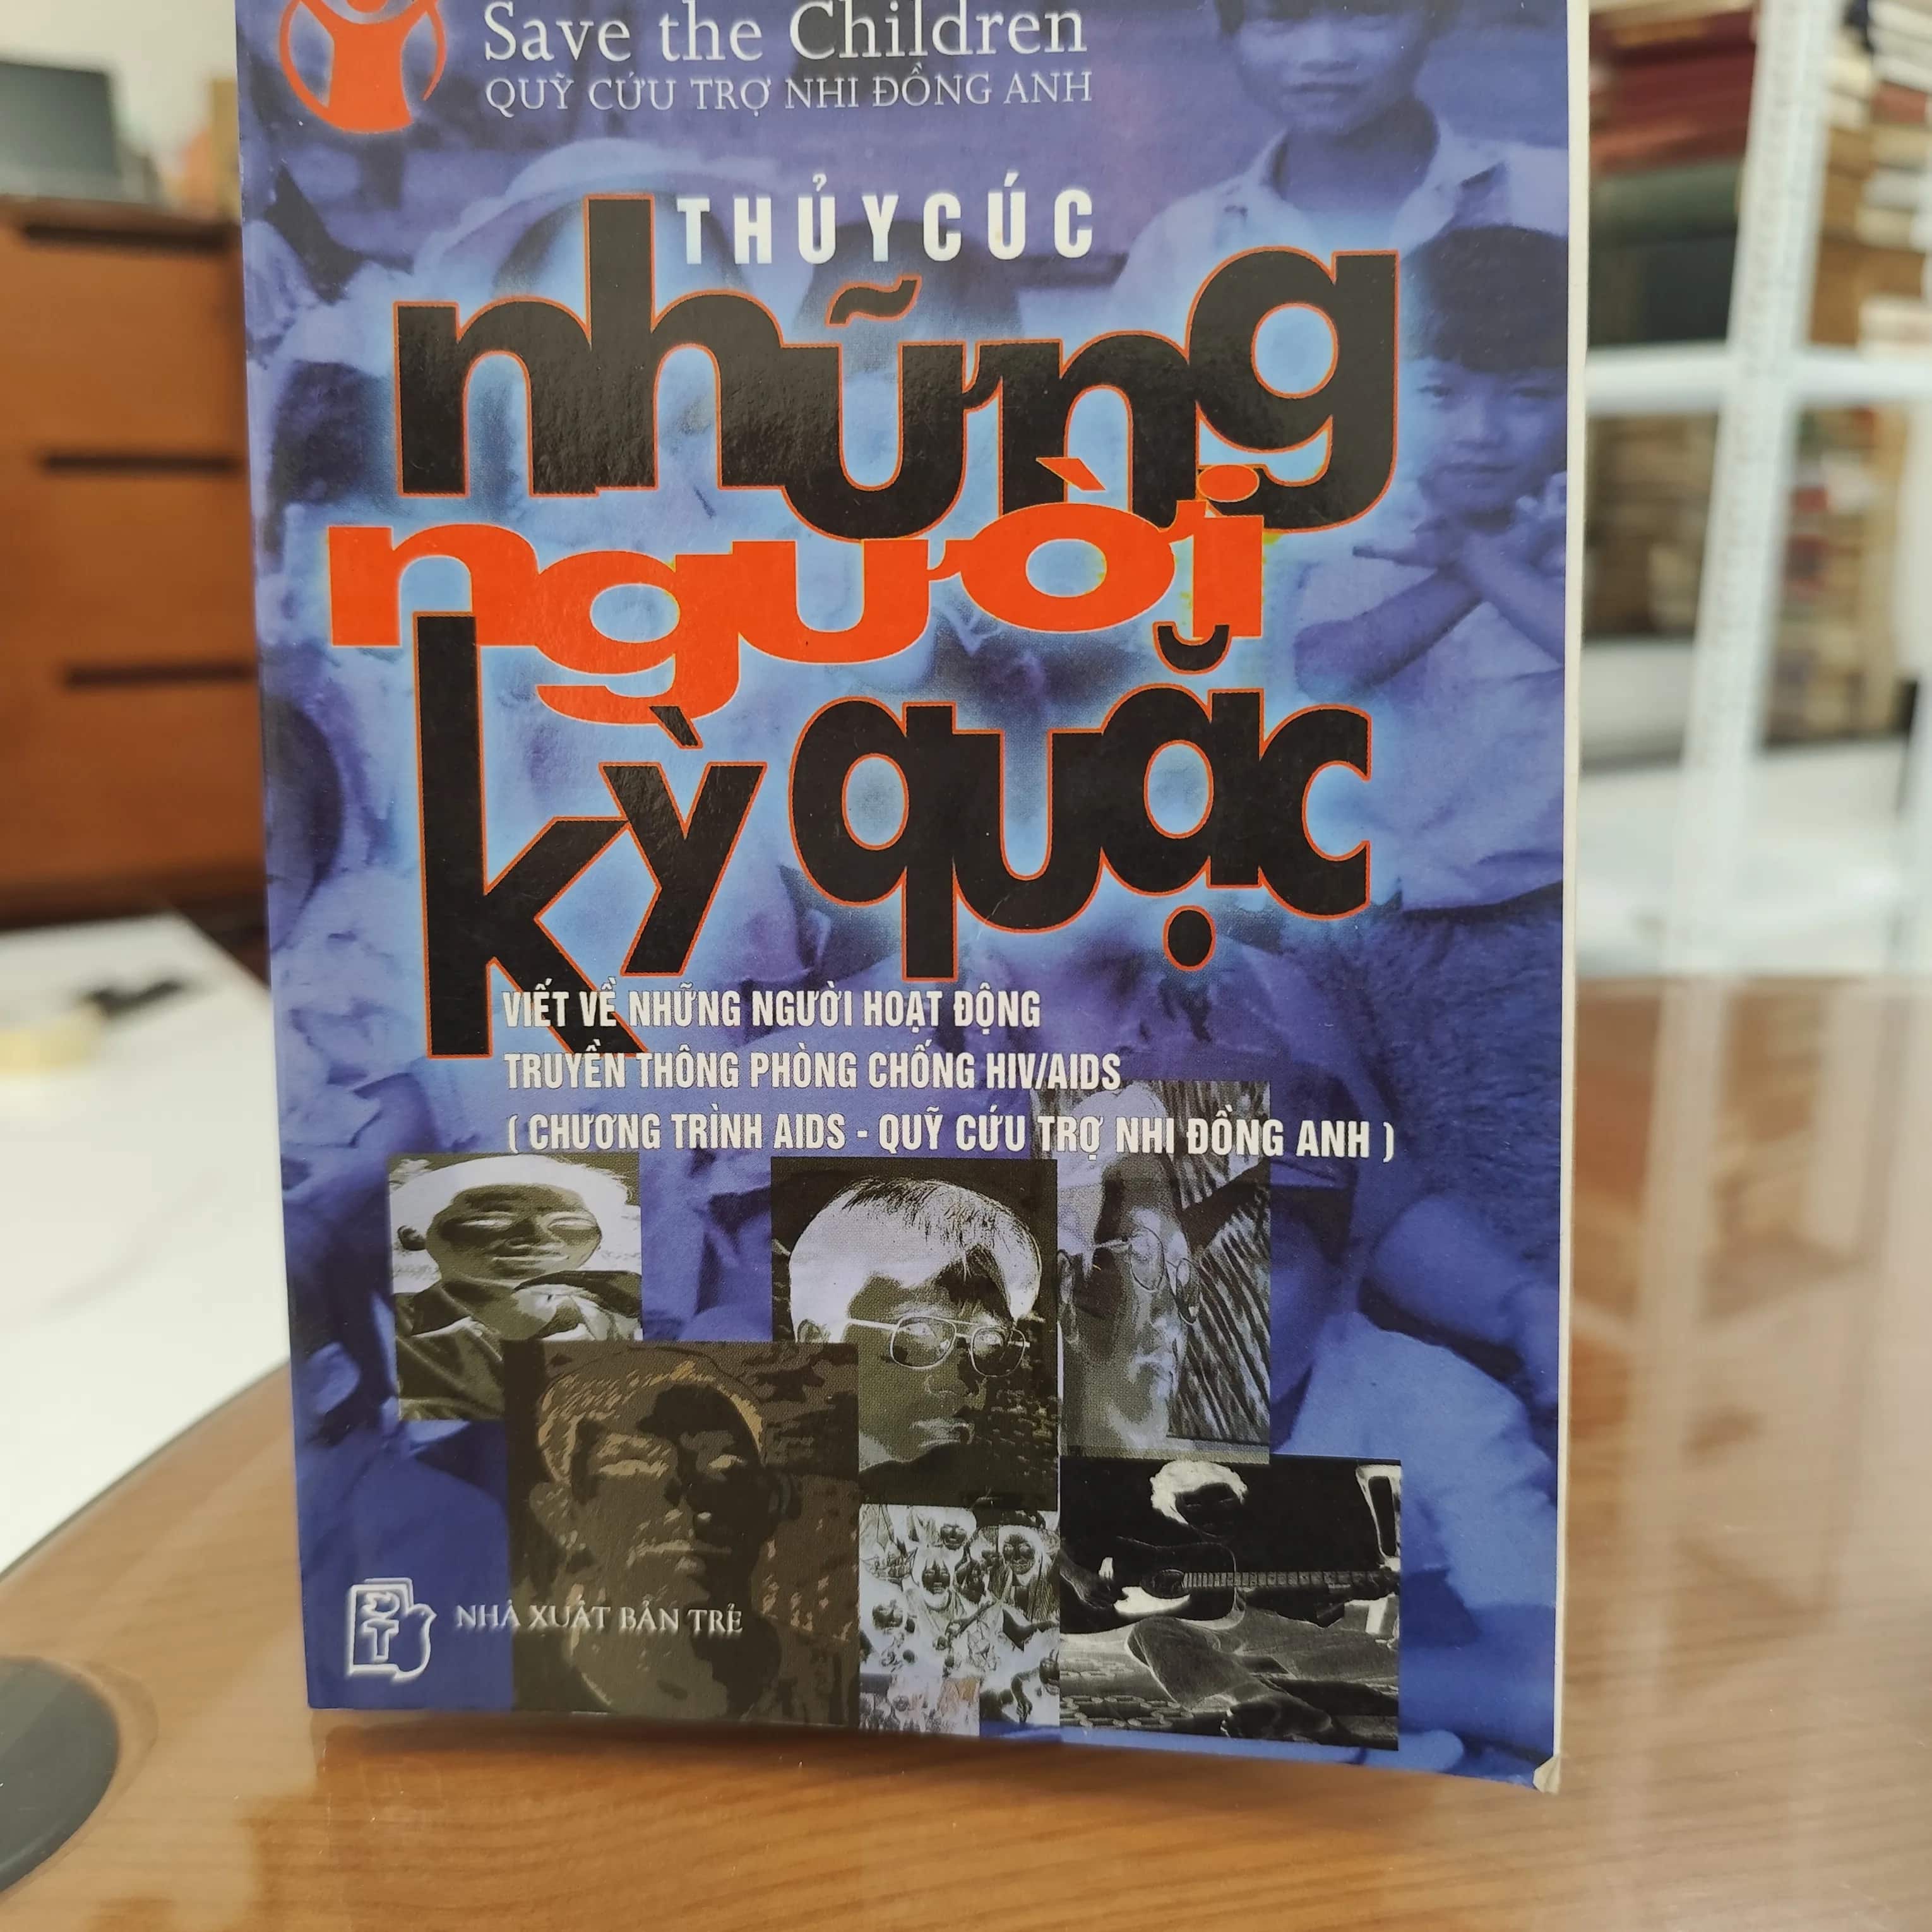 Save the Children
QUỸ CỨU TRỢ NHI ĐỒNG ANH
THỦY CÚC
những
người
kỳ quặc
VIẾT VỀ NHỮNG NGƯỜI HOẠT ĐỘNG
TRUYỀN THÔNG PHÒNG CHỐNG HIV/AIDS
( CHƯƠNG TRÌNH AIDS - QUỸ CỨU TRỢ NHI ĐỒNG ANH )
NHÀ XUẤT BẢN TRẺ